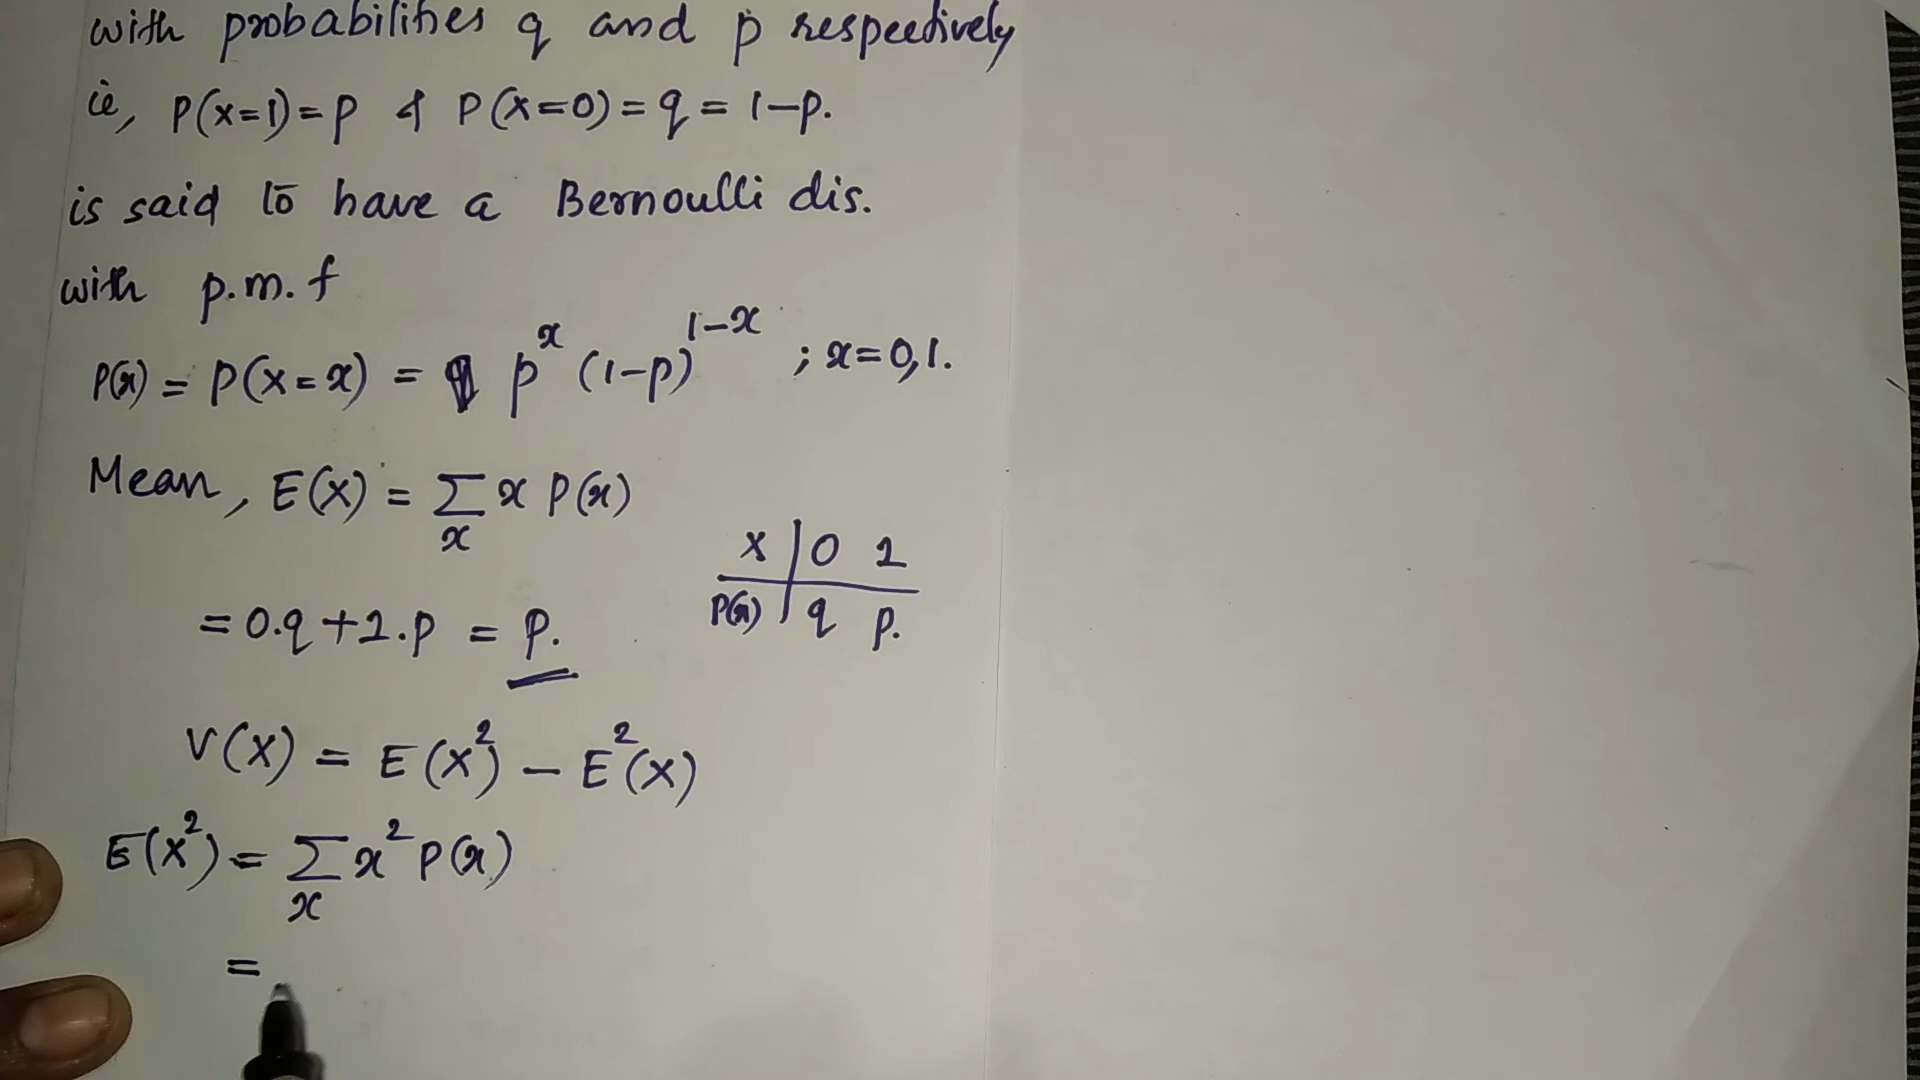 with probabilities q and p respectively
ie, P(X=1)=p & P(X=0)=q=1-p.
is said to have a Bernoulli dis.
with p.m.f
P(x) = P(X=x) = p^x (1-p)^{1-x} ; x=0,1.
Mean, E(X) = Σ_x x P(x)
X | 0 1
P(x) | q p.
= 0.q + 1.p = p.
V(X) = E(X²) - E²(X)
E(X²) = Σ_x x² P(x)
=